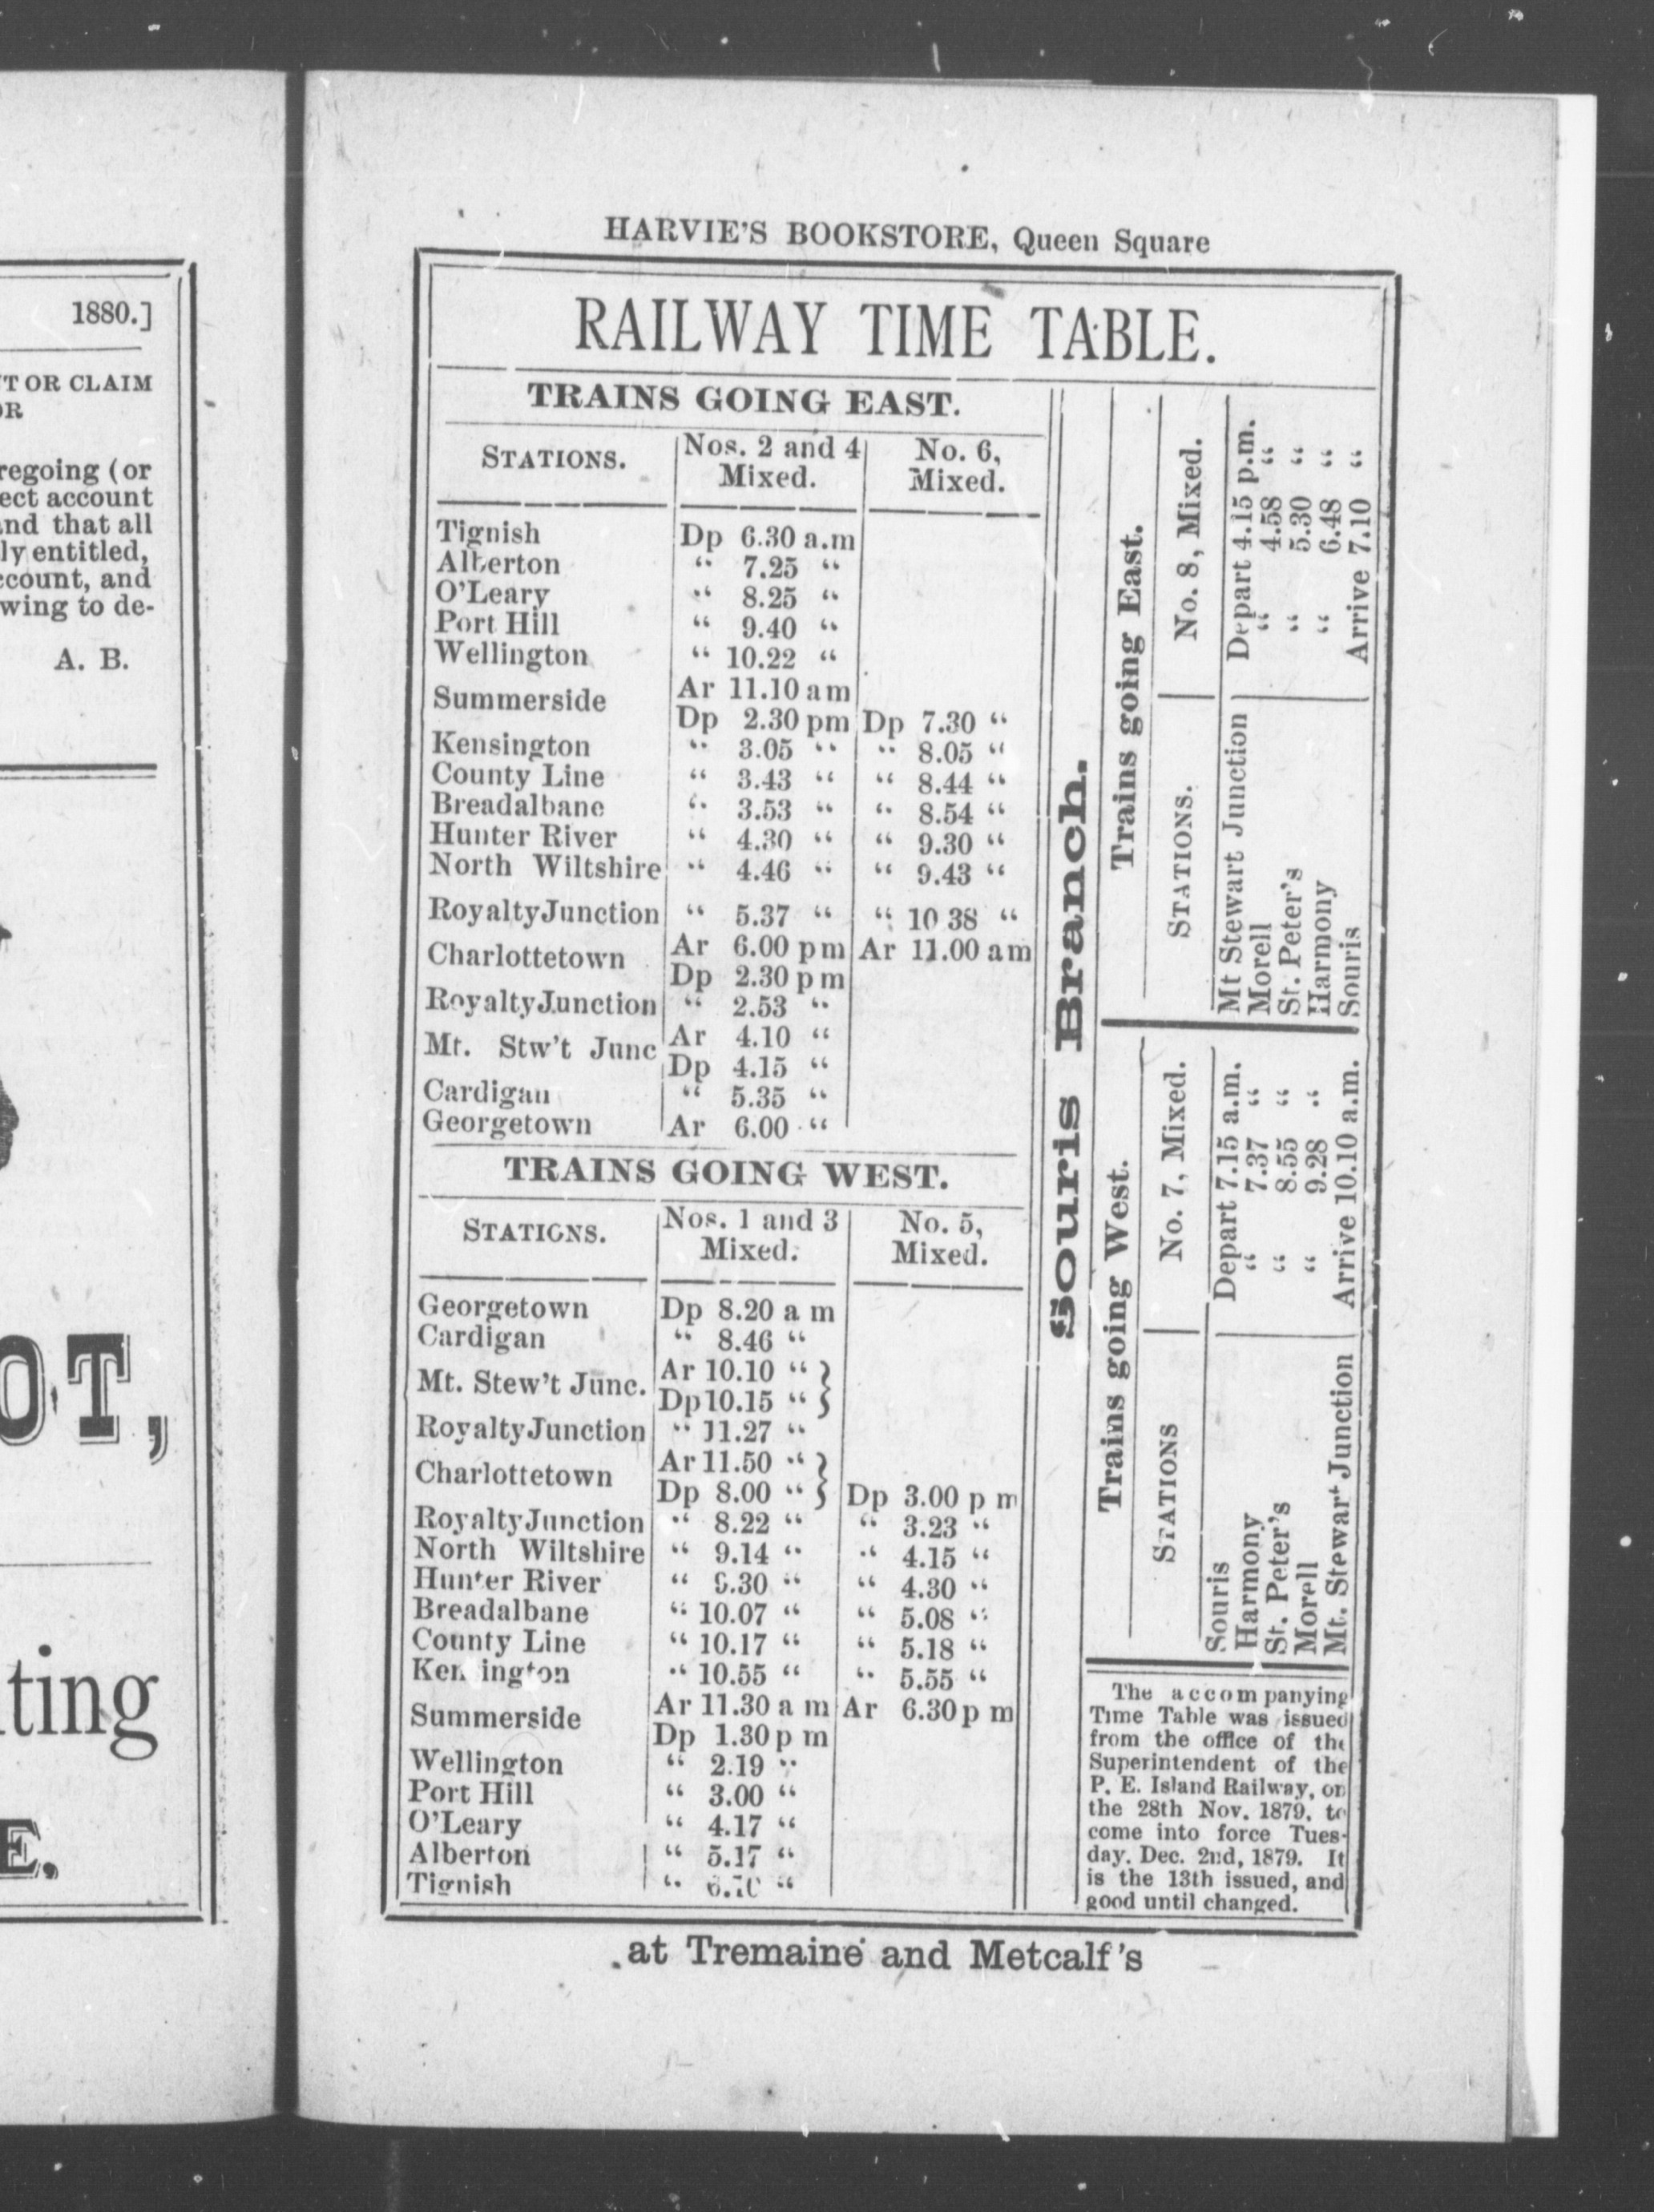 1880.]
T OR CLAIM
OR
regoing (or
ect account
and that all
ly entitled,
ccount, and
wing to de-
A. B.
OT,
ting
E.
HARVIE'S BOOKSTORE, Queen Square
RAILWAY TIME TABLE.
TRAINS GOING EAST.
STATIONS. Nos. 2 and 4 Mixed. No. 6, Mixed.
Tignish Dp 6.30 a.m
Alberton “ 7.25 “
O'Leary “ 8.25 “
Port Hill “ 9.40 “
Wellington “ 10.22 “
Summerside Ar 11.10 am
Dp 2.30 pm Dp 7.30 “
Kensington “ 3.05 “ “ 8.05 “
County Line “ 3.43 “ “ 8.44 “
Breadalbane “ 3.53 “ “ 8.54 “
Hunter River “ 4.30 “ “ 9.30 “
North Wiltshire “ 4.46 “ “ 9.43 “
Royalty Junction “ 5.37 “ “ 10 38 “
Charlottetown Ar 6.00 pm Ar 11.00 am
Dp 2.30 pm
Royalty Junction “ 2.53 “
Mt. Stw't Junc Ar 4.10 “
Dp 4.15 “
Cardigan “ 5.35 “
Georgetown Ar 6.00 “
TRAINS GOING WEST.
STATIONS. Nos. 1 and 3 Mixed. No. 5, Mixed.
Georgetown Dp 8.20 a m
Cardigan “ 8.46 “
Mt. Stew't Junc. Ar 10.10 “ }
Dp 10.15 “ }
Royalty Junction “ 11.27 “
Charlottetown Ar 11.50 “ }
Dp 8.00 “ } Dp 3.00 p m
Royalty Junction “ 8.22 “ “ 3.23 “
North Wiltshire “ 9.14 “ “ 4.15 “
Hunter River “ 9.30 “ “ 4.30 “
Breadalbane “ 10.07 “ “ 5.08 “
County Line “ 10.17 “ “ 5.18 “
Ken ington “ 10.55 “ “ 5.55 “
Summerside Ar 11.30 a m Ar 6.30 p m
Dp 1.30 p m
Wellington “ 2.19 “
Port Hill “ 3.00 “
O'Leary “ 4.17 “
Alberton “ 5.17 “
Tignish “
Souris Branch.
Trains going East.
STATIONS. No. 8, Mixed.
Mt Stewart Junction Depart 4.15 p.m.
Morell “ 4.58 “
St. Peter's “ 5.30 “
Harmony “ 6.48 “
Souris Arrive 7.10 “
Trains going West.
STATIONS No. 7, Mixed.
Souris Depart 7.15 a.m.
Harmony “ 7.37 “
St. Peter's “ 8.55 “
Morell “ 9.28 “
Mt. Stewart Junction Arrive 10.10 a.m.
The accompanying
Time Table was issued
from the office of the
Superintendent of the
P. E. Island Railway, on
the 28th Nov. 1879, to
come into force Tues-
day, Dec. 2nd, 1879. It
is the 13th issued, and
good until changed.
at Tremaine and Metcalf's